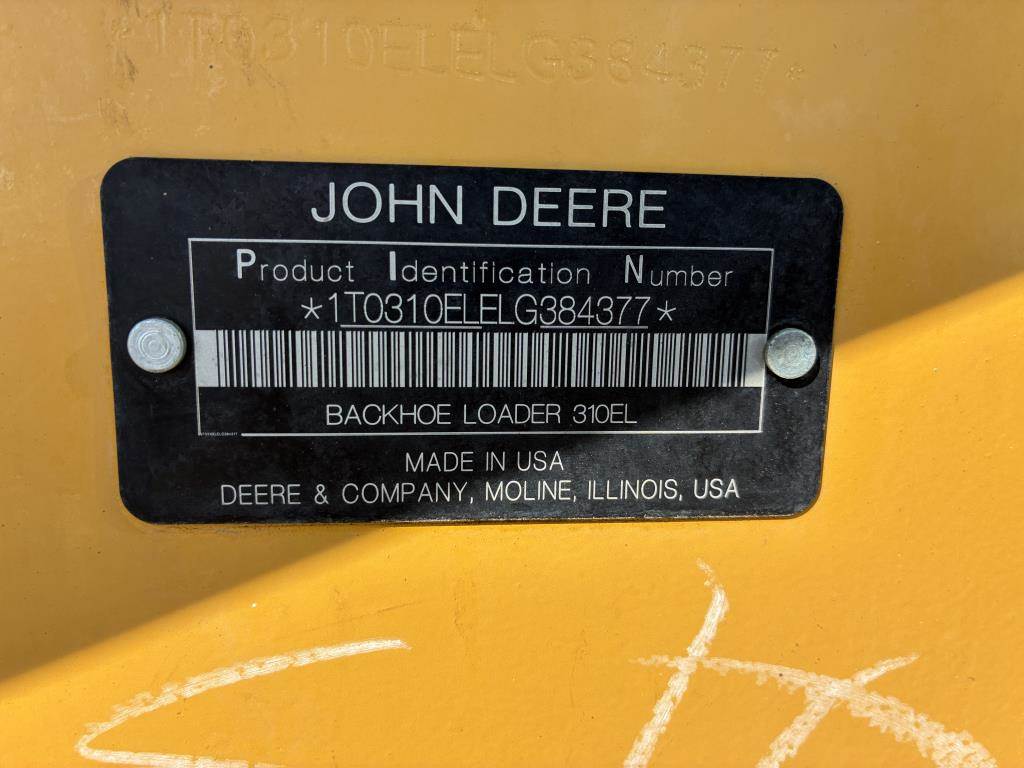 *1T0310ELELG384377*
JOHN DEERE
Product Identification Number
*1T0310ELELG384377*
BACKHOE LOADER 310EL
MADE IN USA
DEERE & COMPANY, MOLINE, ILLINOIS, USA